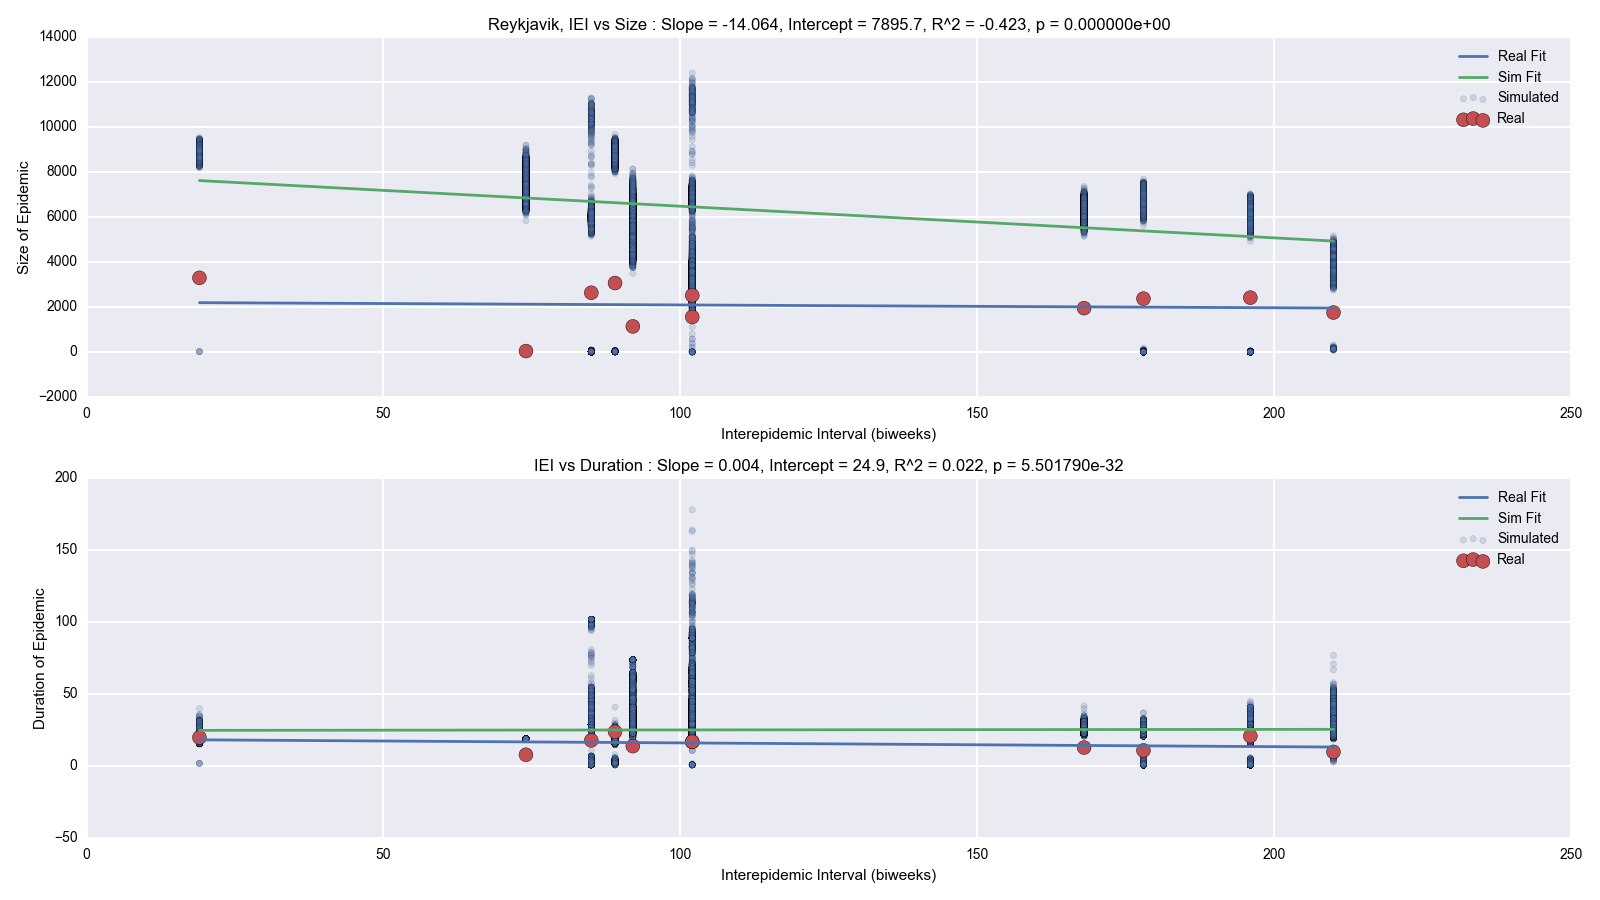 Reykjavik, IEI vs Size : Slope = -14.064, Intercept = 7895.7, R^2 = -0.423, p = 0.000000e+00
14000
12000
10000
8000
6000
4000
2000
0
−2000
Size of Epidemic
Real Fit
Sim Fit
Simulated
Real
0 50 100 150 200 250
Interepidemic Interval (biweeks)
IEI vs Duration : Slope = 0.004, Intercept = 24.9, R^2 = 0.022, p = 5.501790e-32
200
150
100
50
0
−50
Duration of Epidemic
Real Fit
Sim Fit
Simulated
Real
0 50 100 150 200 250
Interepidemic Interval (biweeks)